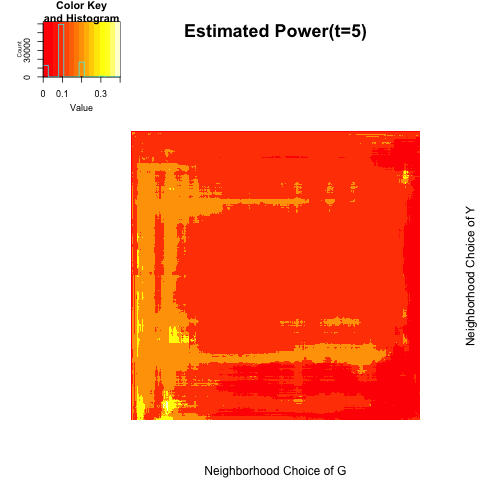 Color Key
and Histogram
Count
0 30000
0 0.1 0.3
Value
Estimated Power(t=5)
Neighborhood Choice of Y
Neighborhood Choice of G